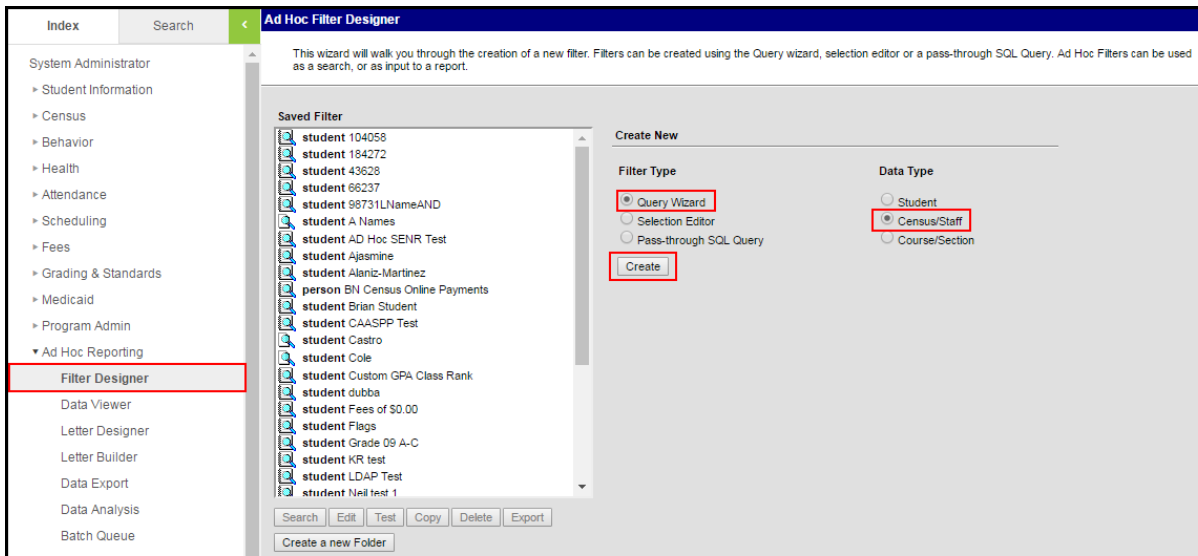 Index
Search
System Administrator
Student Information
Census
Behavior
Health
Attendance
Scheduling
Fees
Grading & Standards
Medicaid
Program Admin
Ad Hoc Reporting
Filter Designer
Data Viewer
Letter Designer
Letter Builder
Data Export
Data Analysis
Batch Queue
Ad Hoc Filter Designer
This wizard will walk you through the creation of a new filter. Filters can be created using the Query wizard, selection editor or a pass-through SQL Query. Ad Hoc Filters can be used
as a search, or as input to a report.
Saved Filter
student 104058
student 184272
student 43628
student 66237
student 98731LNameAND
student A Names
student AD Hoc SENR Test
student Ajasmine
student Alaniz-Martinez
person BN Census Online Payments
student Brian Student
student CAASPP Test
student Castro
student Cole
student Custom GPA Class Rank
student dubba
student Fees of $0.00
student Flags
student Grade 09 A-C
student KR test
student LDAP Test
student Neil test 1
Search Edit Test Copy Delete Export
Create a new Folder
Create New
Filter Type
Query Wizard
Selection Editor
Pass-through SQL Query
Create
Data Type
Student
Census/Staff
Course/Section